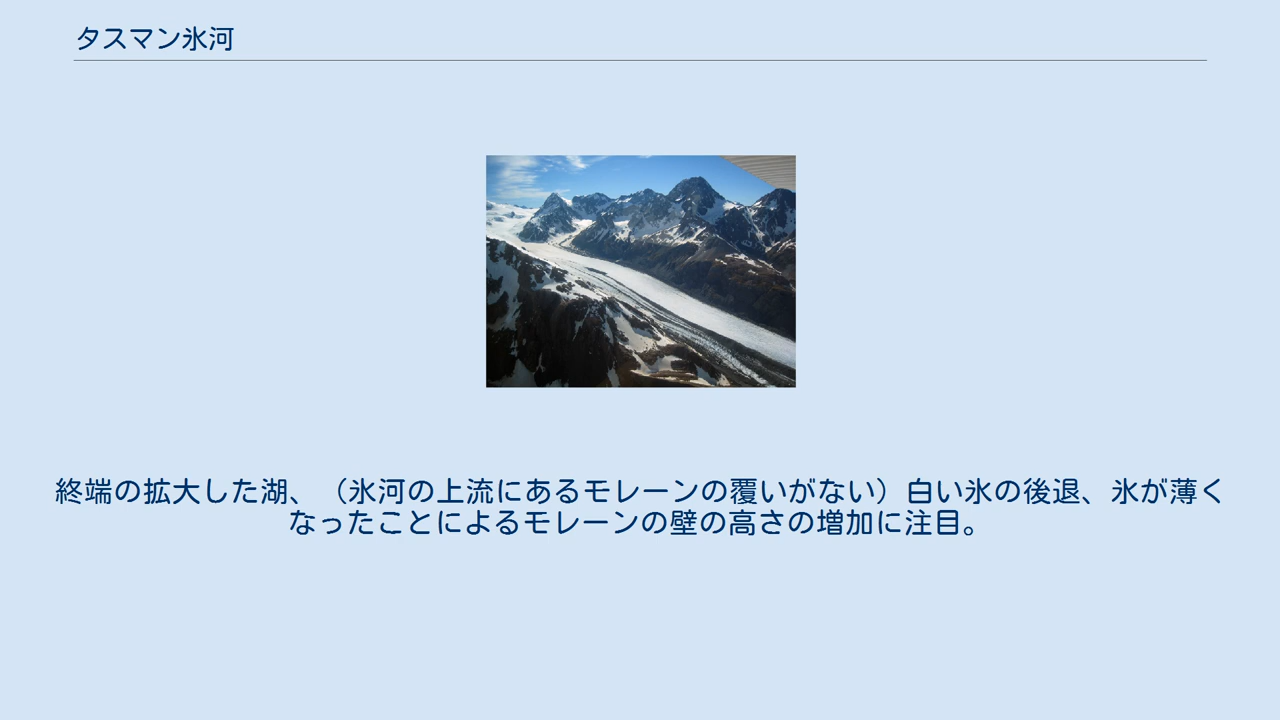 タスマン氷河
終端の拡大した湖、（氷河の上流にあるモレーンの覆いがない）白い氷の後退、氷が薄く
なったことによるモレーンの壁の高さの増加に注目。